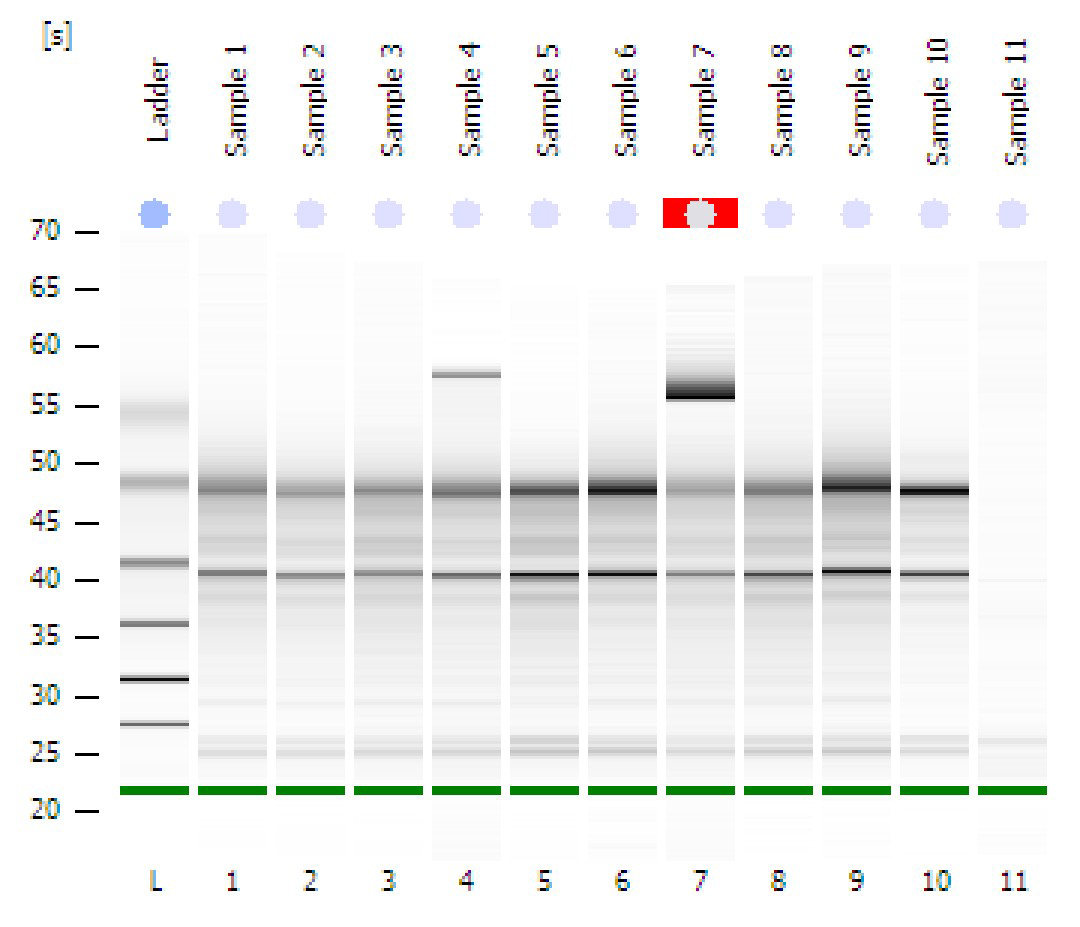 [s]
Ladder
Sample 1
Sample 2
Sample 3
Sample 4
Sample 5
Sample 6
Sample 7
Sample 8
Sample 9
Sample 10
Sample 11
70
65
60
55
50
45
40
35
30
25
20
L 1 2 3 4 5 6 7 8 9 10 11